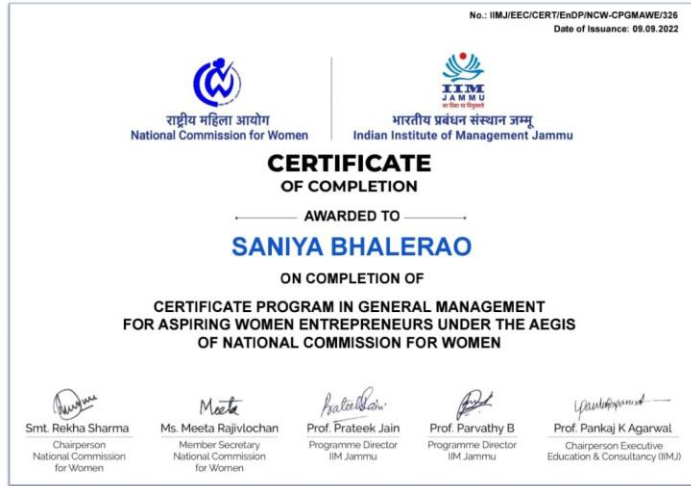 No.: IIMJ/EEC/CERT/EnDP/NCW-CPGMAWE/326
Date of Issuance: 09.09.2022
राष्ट्रीय महिला आयोग
National Commission for Women
IIM
JAMMU
भारतीय प्रबंधन संस्थान जम्मू
Indian Institute of Management Jammu
CERTIFICATE
OF COMPLETION
AWARDED TO
SANIYA BHALERAO
ON COMPLETION OF
CERTIFICATE PROGRAM IN GENERAL MANAGEMENT
FOR ASPIRING WOMEN ENTREPRENEURS UNDER THE AEGIS
OF NATIONAL COMMISSION FOR WOMEN
Smt. Rekha Sharma
Chairperson
National Commission
for Women
Meeta
Ms. Meeta Rajivlochan
Member Secretary
National Commission
for Women
Prateek Jain
Prof. Prateek Jain
Programme Director
IIM Jammu
Prof. Parvathy B
Programme Director
IIM Jammu
Prof. Pankaj K Agarwal
Chairperson Executive
Education & Consultancy (IIMJ)